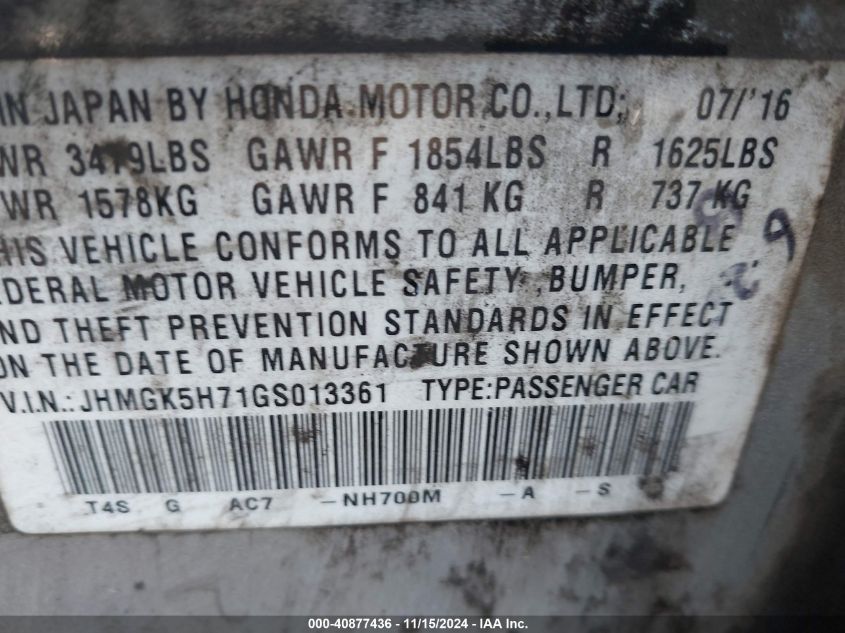 IN JAPAN BY HONDA MOTOR CO.,LTD; 07/'16
WR 3479LBS GAWR F 1854LBS R 1625LBS
WR 1578KG GAWR F 841 KG R 737 KG
HIS VEHICLE CONFORMS TO ALL APPLICABLE
EDERAL MOTOR VEHICLE SAFETY ,BUMPER,
ND THEFT PREVENTION STANDARDS IN EFFECT
ON THE DATE OF MANUFACTURE SHOWN ABOVE.
V.I.N.: JHMGK5H71GS013361 TYPE:PASSENGER CAR
T4S G AC7 -NH700M -A -S
000-40877436 - 11/15/2024 - IAA Inc.